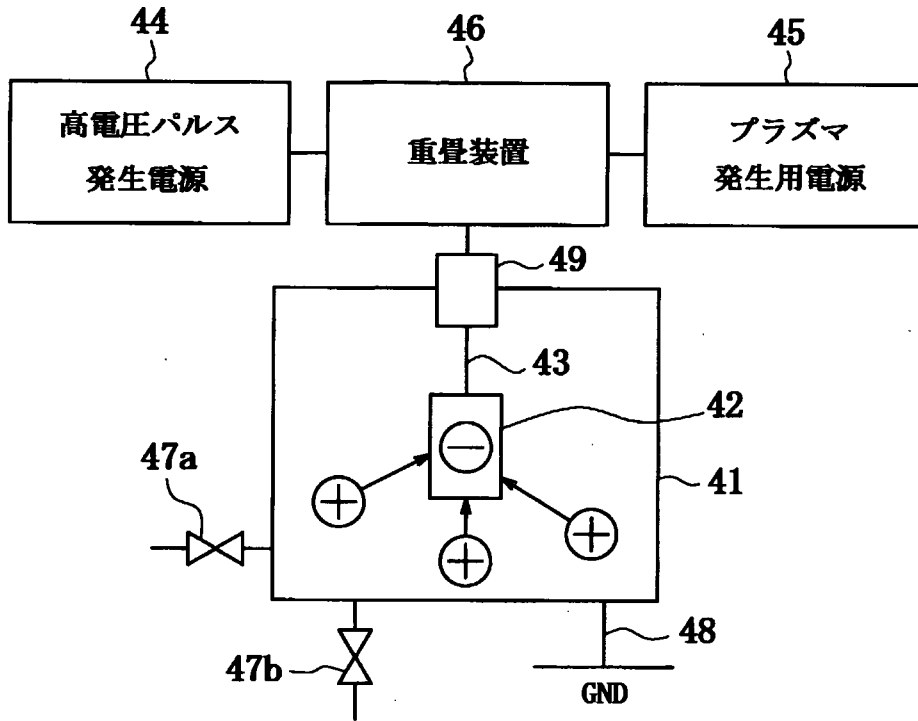 44
46
45
高電圧パルス
発生電源
重畳装置
プラズマ
発生用電源
49
43
42
47a
41
48
47b
GND